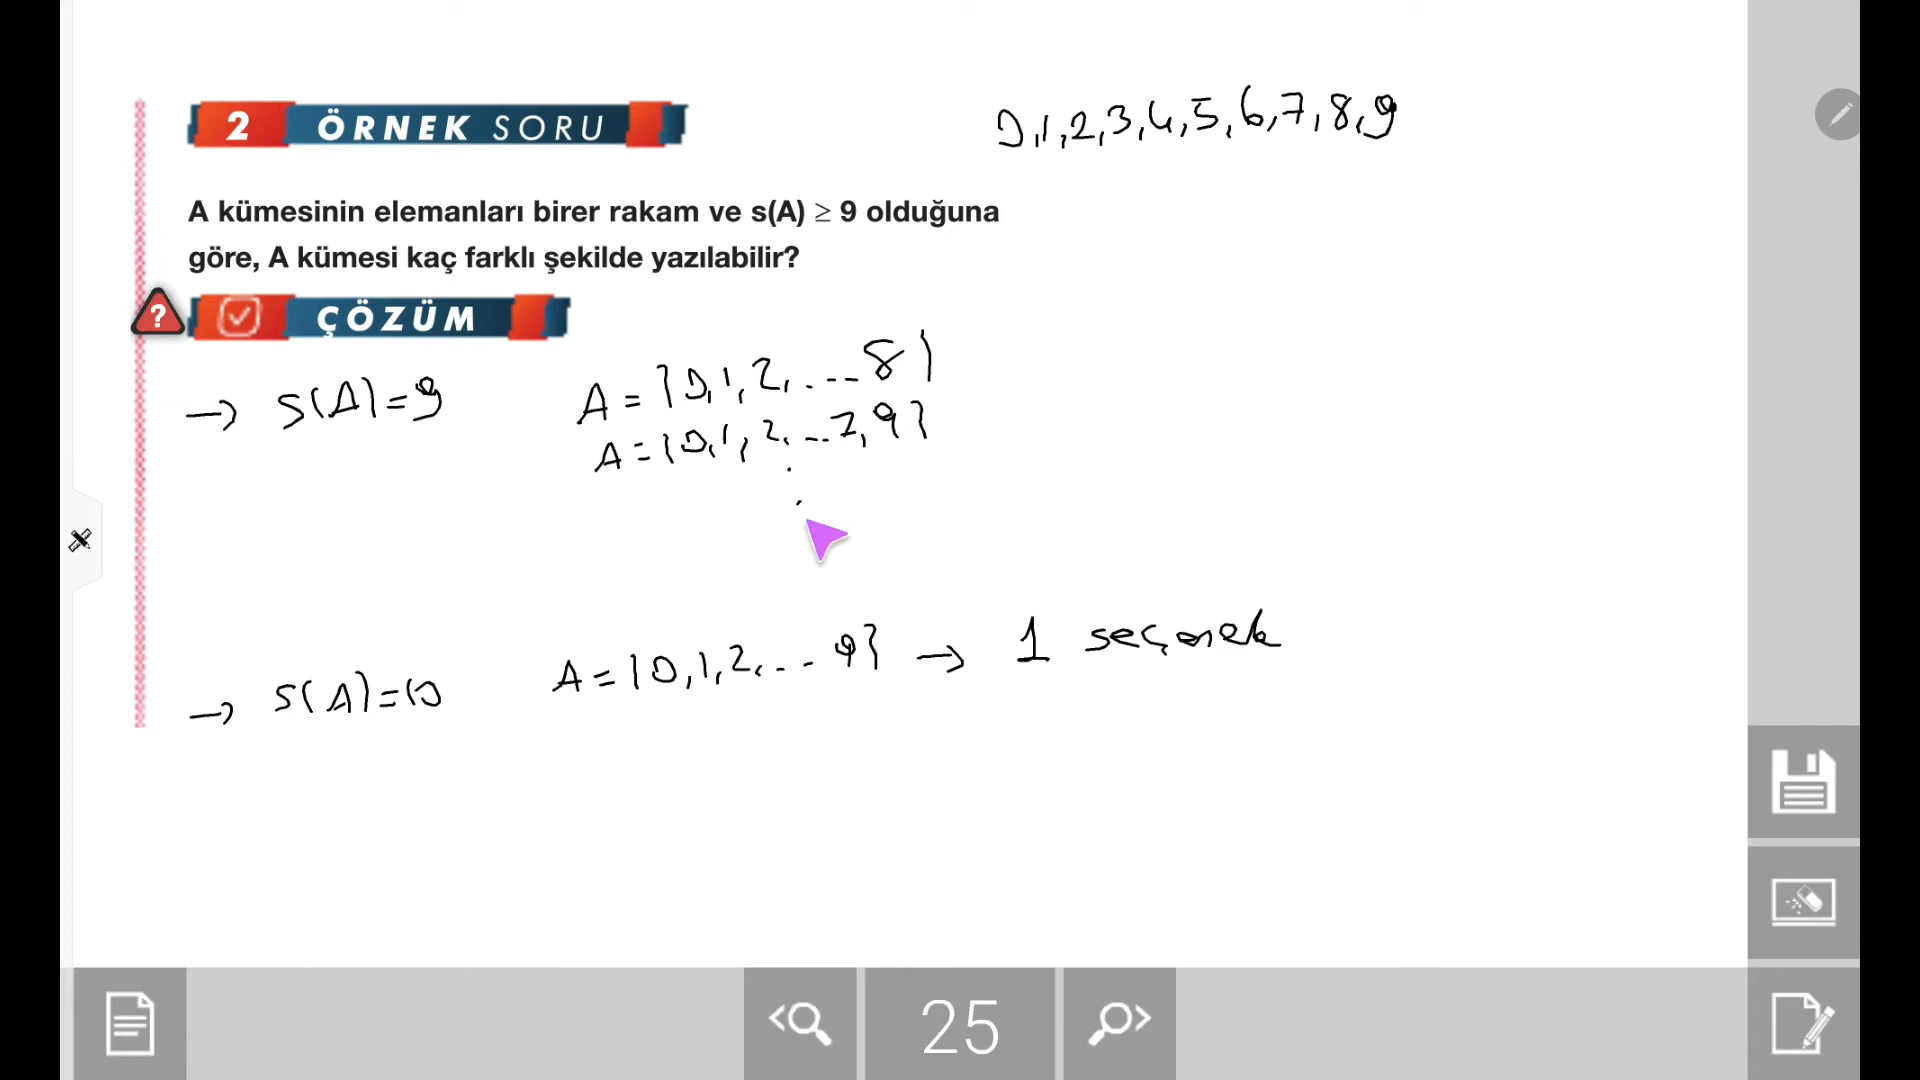 2 ÖRNEK SORU
0,1,2,3,4,5,6,7,8,9
A kümesinin elemanları birer rakam ve s(A) ≥ 9 olduğuna
göre, A kümesi kaç farklı şekilde yazılabilir?
?
ÇÖZÜM
→ s(A)=9
A={0,1,2,...8}
A={0,1,2,...7,9}
→ s(A)=10
A={0,1,2,...9} → 1 seçenek
25